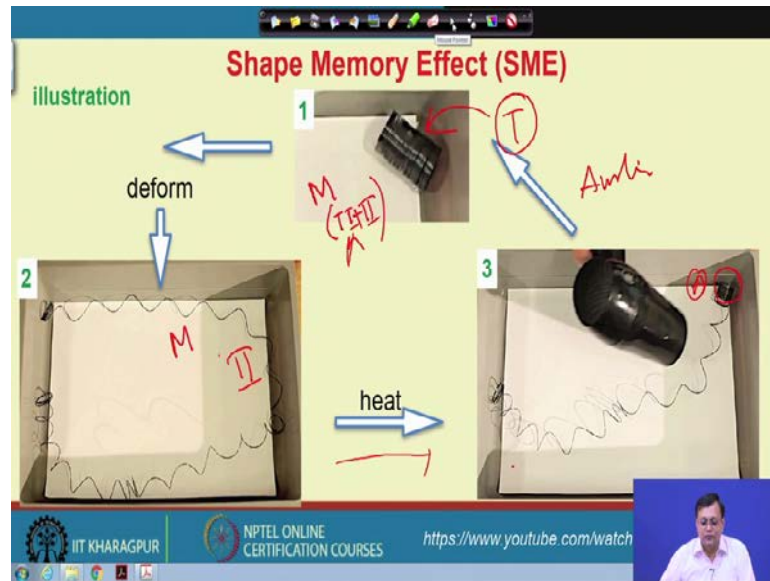 Shape Memory Effect (SME)
illustration
1
T
M
deform
2
M
II
heat
3
A
IIT KHARAGPUR
NPTEL ONLINE
CERTIFICATION COURSES
https://www.youtube.com/watch